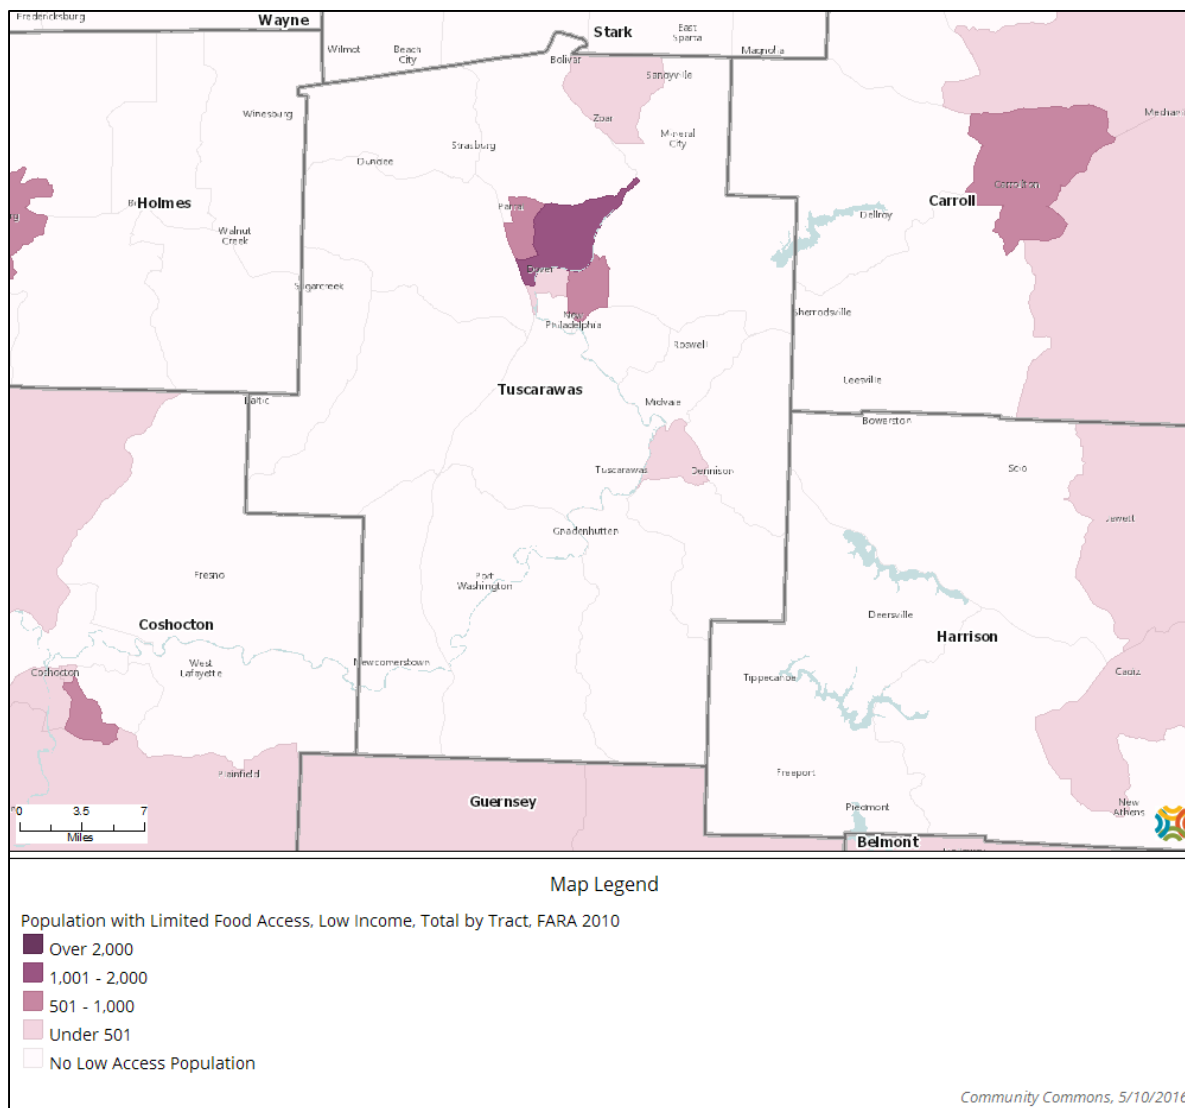 Fredericksburg
Wayne
Stark
East
Sparta
Wilmot
Beach
City
Magnolia
Bolivar
Sandyville
Mechani
Winesburg
Zoar
Mineral
City
Strasburg
Dundee
Carrollton
Holmes
Parral
Carroll
Dellroy
Walnut
Creek
Dover
Sugarcreek
Sherrodsville
New
Philadelphia
Roswell
Leesville
Tuscarawas
Baltic
Midvale
Bowerston
Tuscarawas
Dennison
Scio
Jewett
Gnadenhutten
Fresno
Port
Washington
Deersville
Coshocton
Harrison
West
Lafayette
Newcomerstown
Coshocton
Tippecanoe
Cadiz
Plainfield
Freeport
Guernsey
Piedmont
New
Athens
0 3.5 7
Miles
Belmont
Map Legend
Population with Limited Food Access, Low Income, Total by Tract, FARA 2010
Over 2,000
1,001 - 2,000
501 - 1,000
Under 501
No Low Access Population
Community Commons, 5/10/2016